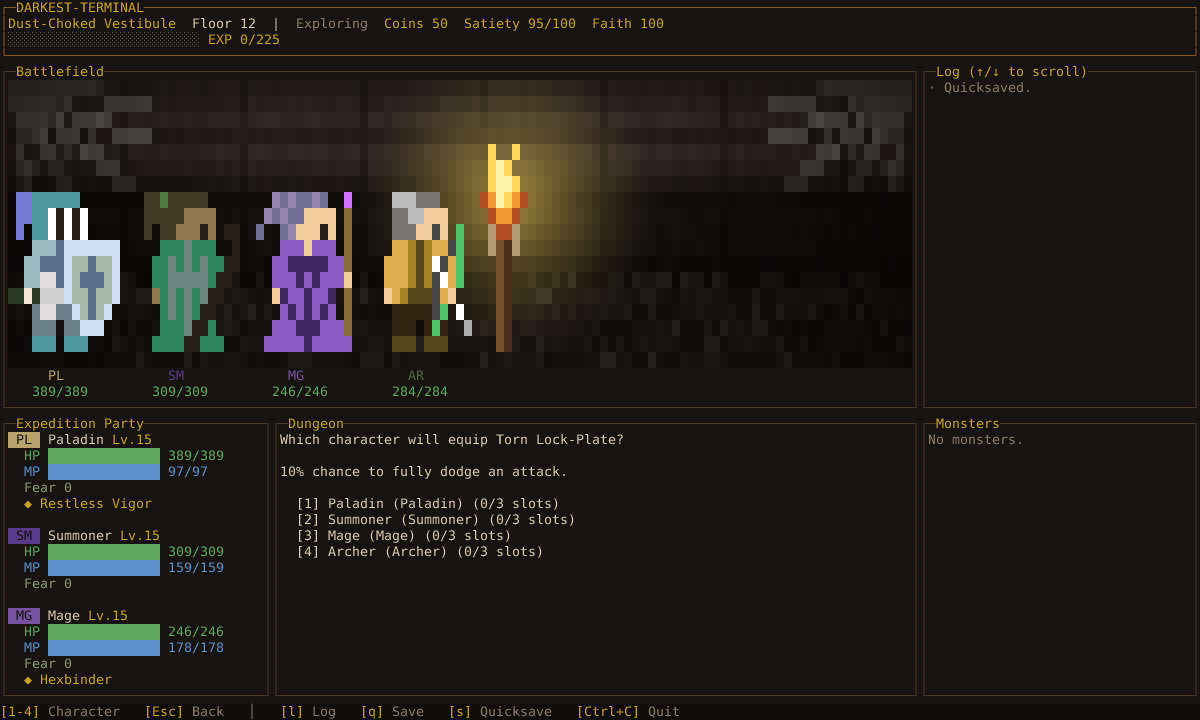 DARKEST-TERMINAL
Dust-Choked Vestibule  Floor 12  |  Exploring  Coins 50  Satiety 95/100  Faith 100
EXP 0/225
Battlefield
PL  SM  MG  AR
389/389  309/309  246/246  284/284
Log (↑/↓ to scroll)
· Quicksaved.
Expedition Party
PL  Paladin Lv.15
HP  389/389
MP  97/97
Fear 0
◆ Restless Vigor
SM  Summoner Lv.15
HP  309/309
MP  159/159
Fear 0
MG  Mage Lv.15
HP  246/246
MP  178/178
Fear 0
◆ Hexbinder
Dungeon
Which character will equip Torn Lock-Plate?
10% chance to fully dodge an attack.
[1] Paladin (Paladin) (0/3 slots)
[2] Summoner (Summoner) (0/3 slots)
[3] Mage (Mage) (0/3 slots)
[4] Archer (Archer) (0/3 slots)
Monsters
No monsters.
[1-4] Character  [Esc] Back  |  [l] Log  [q] Save  [s] Quicksave  [Ctrl+C] Quit